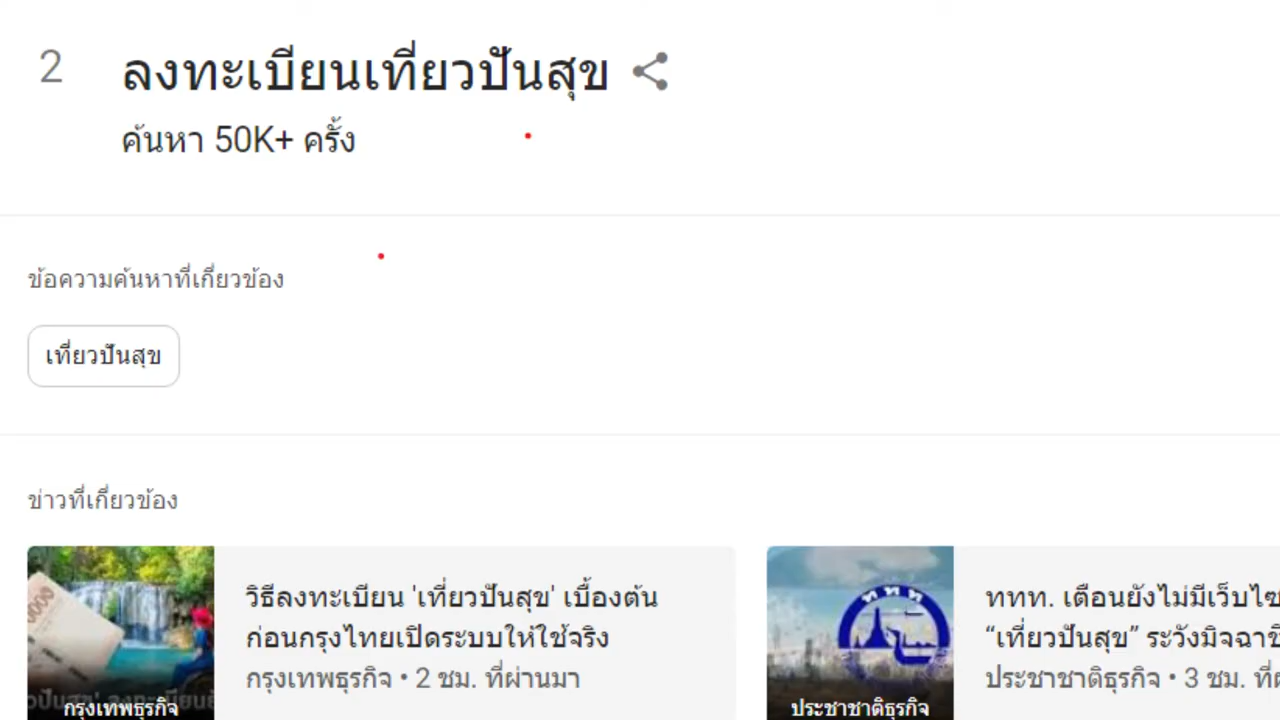 2
ลงทะเบียนเที่ยวปันสุข
ค้นหา 50K+ ครั้ง
ข้อความค้นหาที่เกี่ยวข้อง
เที่ยวปันสุข
ข่าวที่เกี่ยวข้อง
วิธีลงทะเบียน 'เที่ยวปันสุข' เบื้องต้น
ก่อนกรุงไทยเปิดระบบให้ใช้จริง
กรุงเทพธุรกิจ • 2 ชม. ที่ผ่านมา
กรุงเทพธุรกิจ
ททท
ททท. เตือนยังไม่มีเว็บไซ
“เที่ยวปันสุข” ระวังมิจฉาชี
ประชาชาติธุรกิจ • 3 ชม.
ประชาชาติธุรกิจ